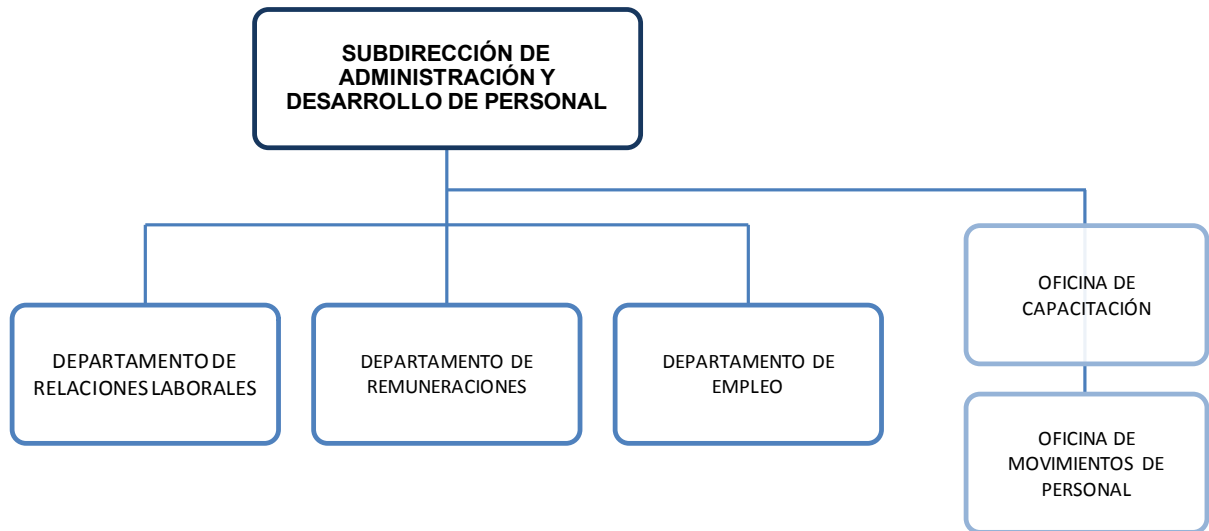 SUBDIRECCIÓN DE
ADMINISTRACIÓN Y
DESARROLLO DE PERSONAL
OFICINA DE
CAPACITACIÓN
DEPARTAMENTO DE
RELACIONES LABORALES
DEPARTAMENTO DE
REMUNERACIONES
DEPARTAMENTO DE
EMPLEO
OFICINA DE
MOVIMIENTOS DE
PERSONAL